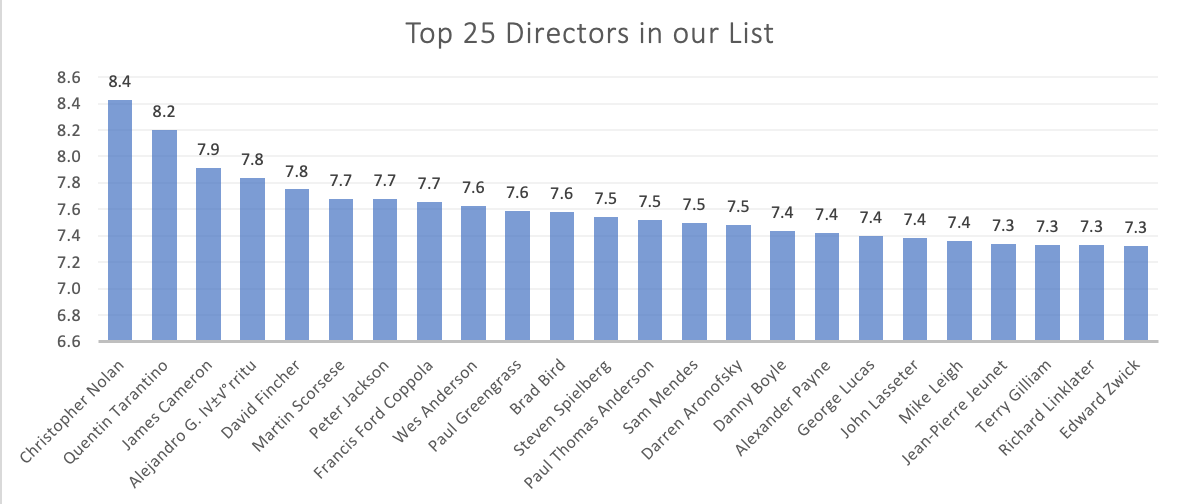 Top 25 Directors in our List
8.6
8.4
8.2
8.0
7.8
7.6
7.4
7.2
7.0
6.8
6.6
8.4
8.2
7.9
7.8
7.8
7.7
7.7
7.7
7.6
7.6
7.6
7.5
7.5
7.5
7.5
7.4
7.4
7.4
7.4
7.4
7.3
7.3
7.3
7.3
Christopher Nolan
Quentin Tarantino
James Cameron
Alejandro G. IV±√°rritu
David Fincher
Martin Scorsese
Peter Jackson
Francis Ford Coppola
Wes Anderson
Paul Greengrass
Brad Bird
Steven Spielberg
Paul Thomas Anderson
Sam Mendes
Darren Aronofsky
Danny Boyle
Alexander Payne
George Lucas
John Lasseter
Mike Leigh
Jean-Pierre Jeunet
Terry Gilliam
Richard Linklater
Edward Zwick